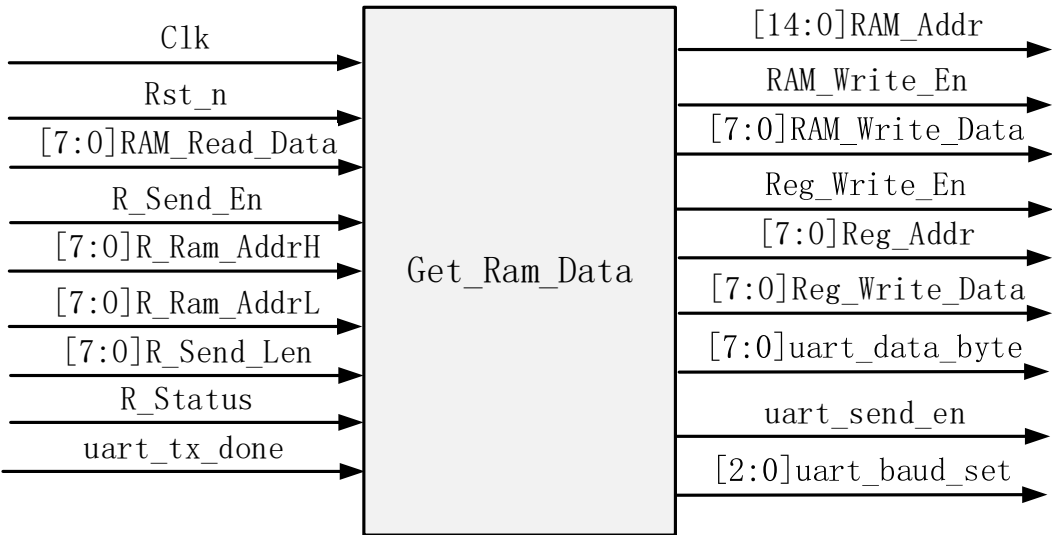 Clk
Rst_n
[7:0]RAM_Read_Data
R_Send_En
[7:0]R_Ram_AddrH
[7:0]R_Ram_AddrL
[7:0]R_Send_Len
R_Status
uart_tx_done
Get_Ram_Data
[14:0]RAM_Addr
RAM_Write_En
[7:0]RAM_Write_Data
Reg_Write_En
[7:0]Reg_Addr
[7:0]Reg_Write_Data
[7:0]uart_data_byte
uart_send_en
[2:0]uart_baud_set